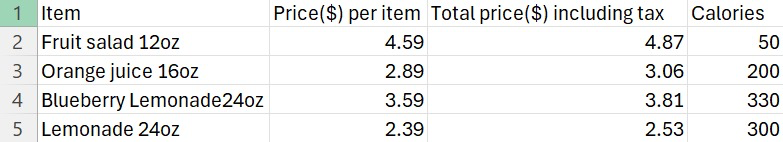 1 Item Price($) per item Total price($) including tax Calories
2 Fruit salad 12oz 4.59 4.87 50
3 Orange juice 16oz 2.89 3.06 200
4 Blueberry Lemonade24oz 3.59 3.81 330
5 Lemonade 24oz 2.39 2.53 300